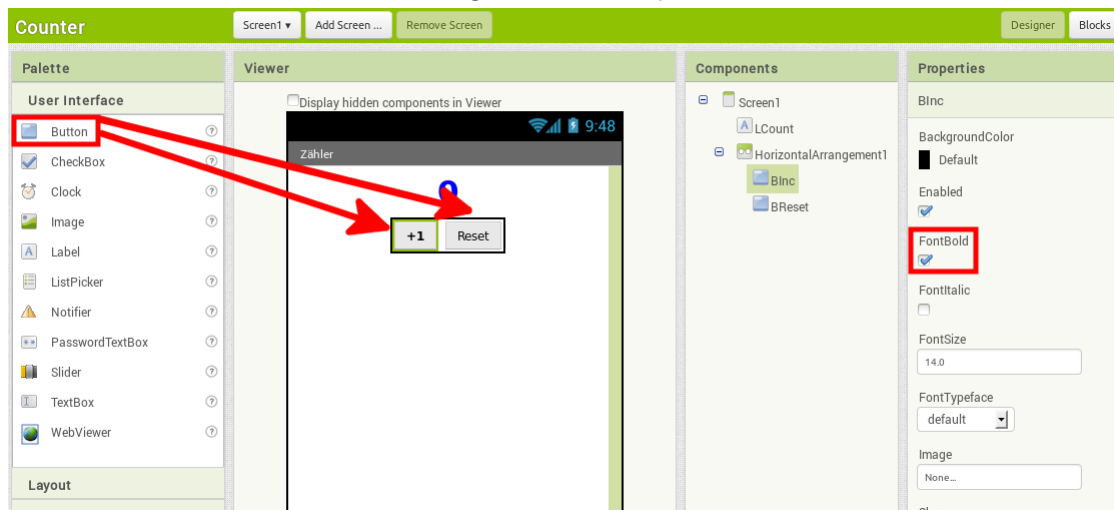 Counter
Screen1 ▾ Add Screen ... Remove Screen
Designer Blocks
Palette
User Interface
Button
CheckBox
Clock
Image
Label
ListPicker
Notifier
PasswordTextBox
Slider
TextBox
WebViewer
Layout
Viewer
Display hidden components in Viewer
9:48
Zähler
+1 Reset
Components
Screen1
LCount
HorizontalArrangement1
BInc
BReset
Properties
BInc
BackgroundColor
Default
Enabled
FontBold
FontItalic
FontSize
14.0
FontTypeface
default
Image
None...